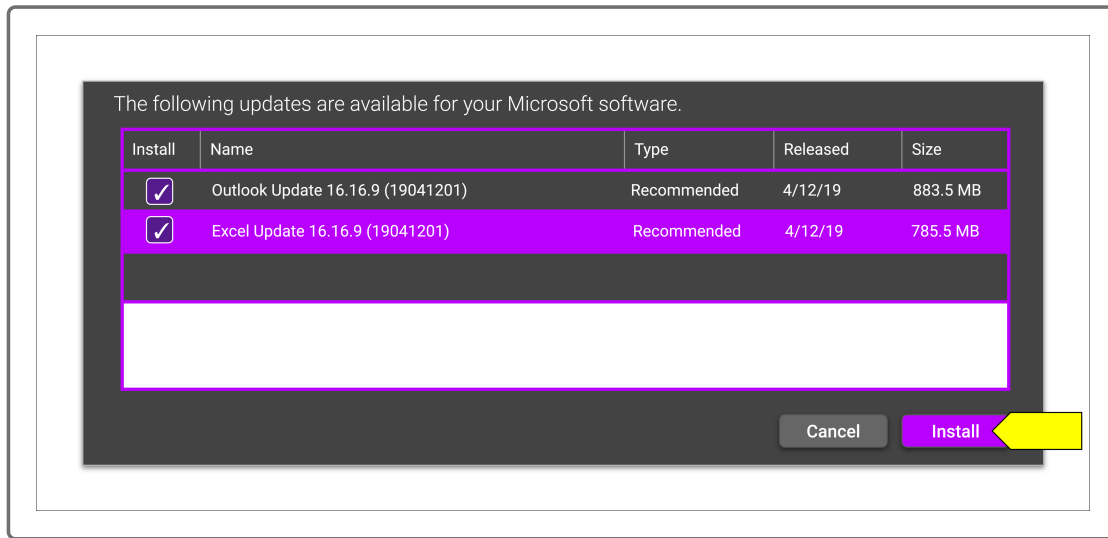 The following updates are available for your Microsoft software.
Install Name Type Released Size
Outlook Update 16.16.9 (19041201) Recommended 4/12/19 883.5 MB
Excel Update 16.16.9 (19041201) Recommended 4/12/19 785.5 MB
Cancel Install